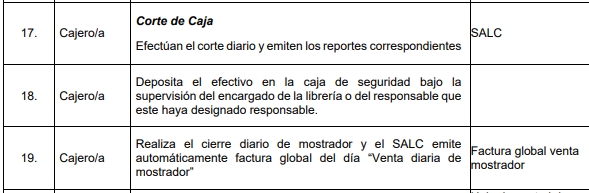 Corte de Caja
17. Cajero/a Efectúan el corte diario y emiten los reportes correspondientes SALC
Deposita el efectivo en la caja de seguridad bajo la
18. Cajero/a supervisión del encargado de la librería o del responsable que
este haya designado responsable.
Realiza el cierre diario de mostrador y el SALC emite
19. Cajero/a automáticamente factura global del día “Venta diaria de
mostrador”
Factura global venta
mostrador